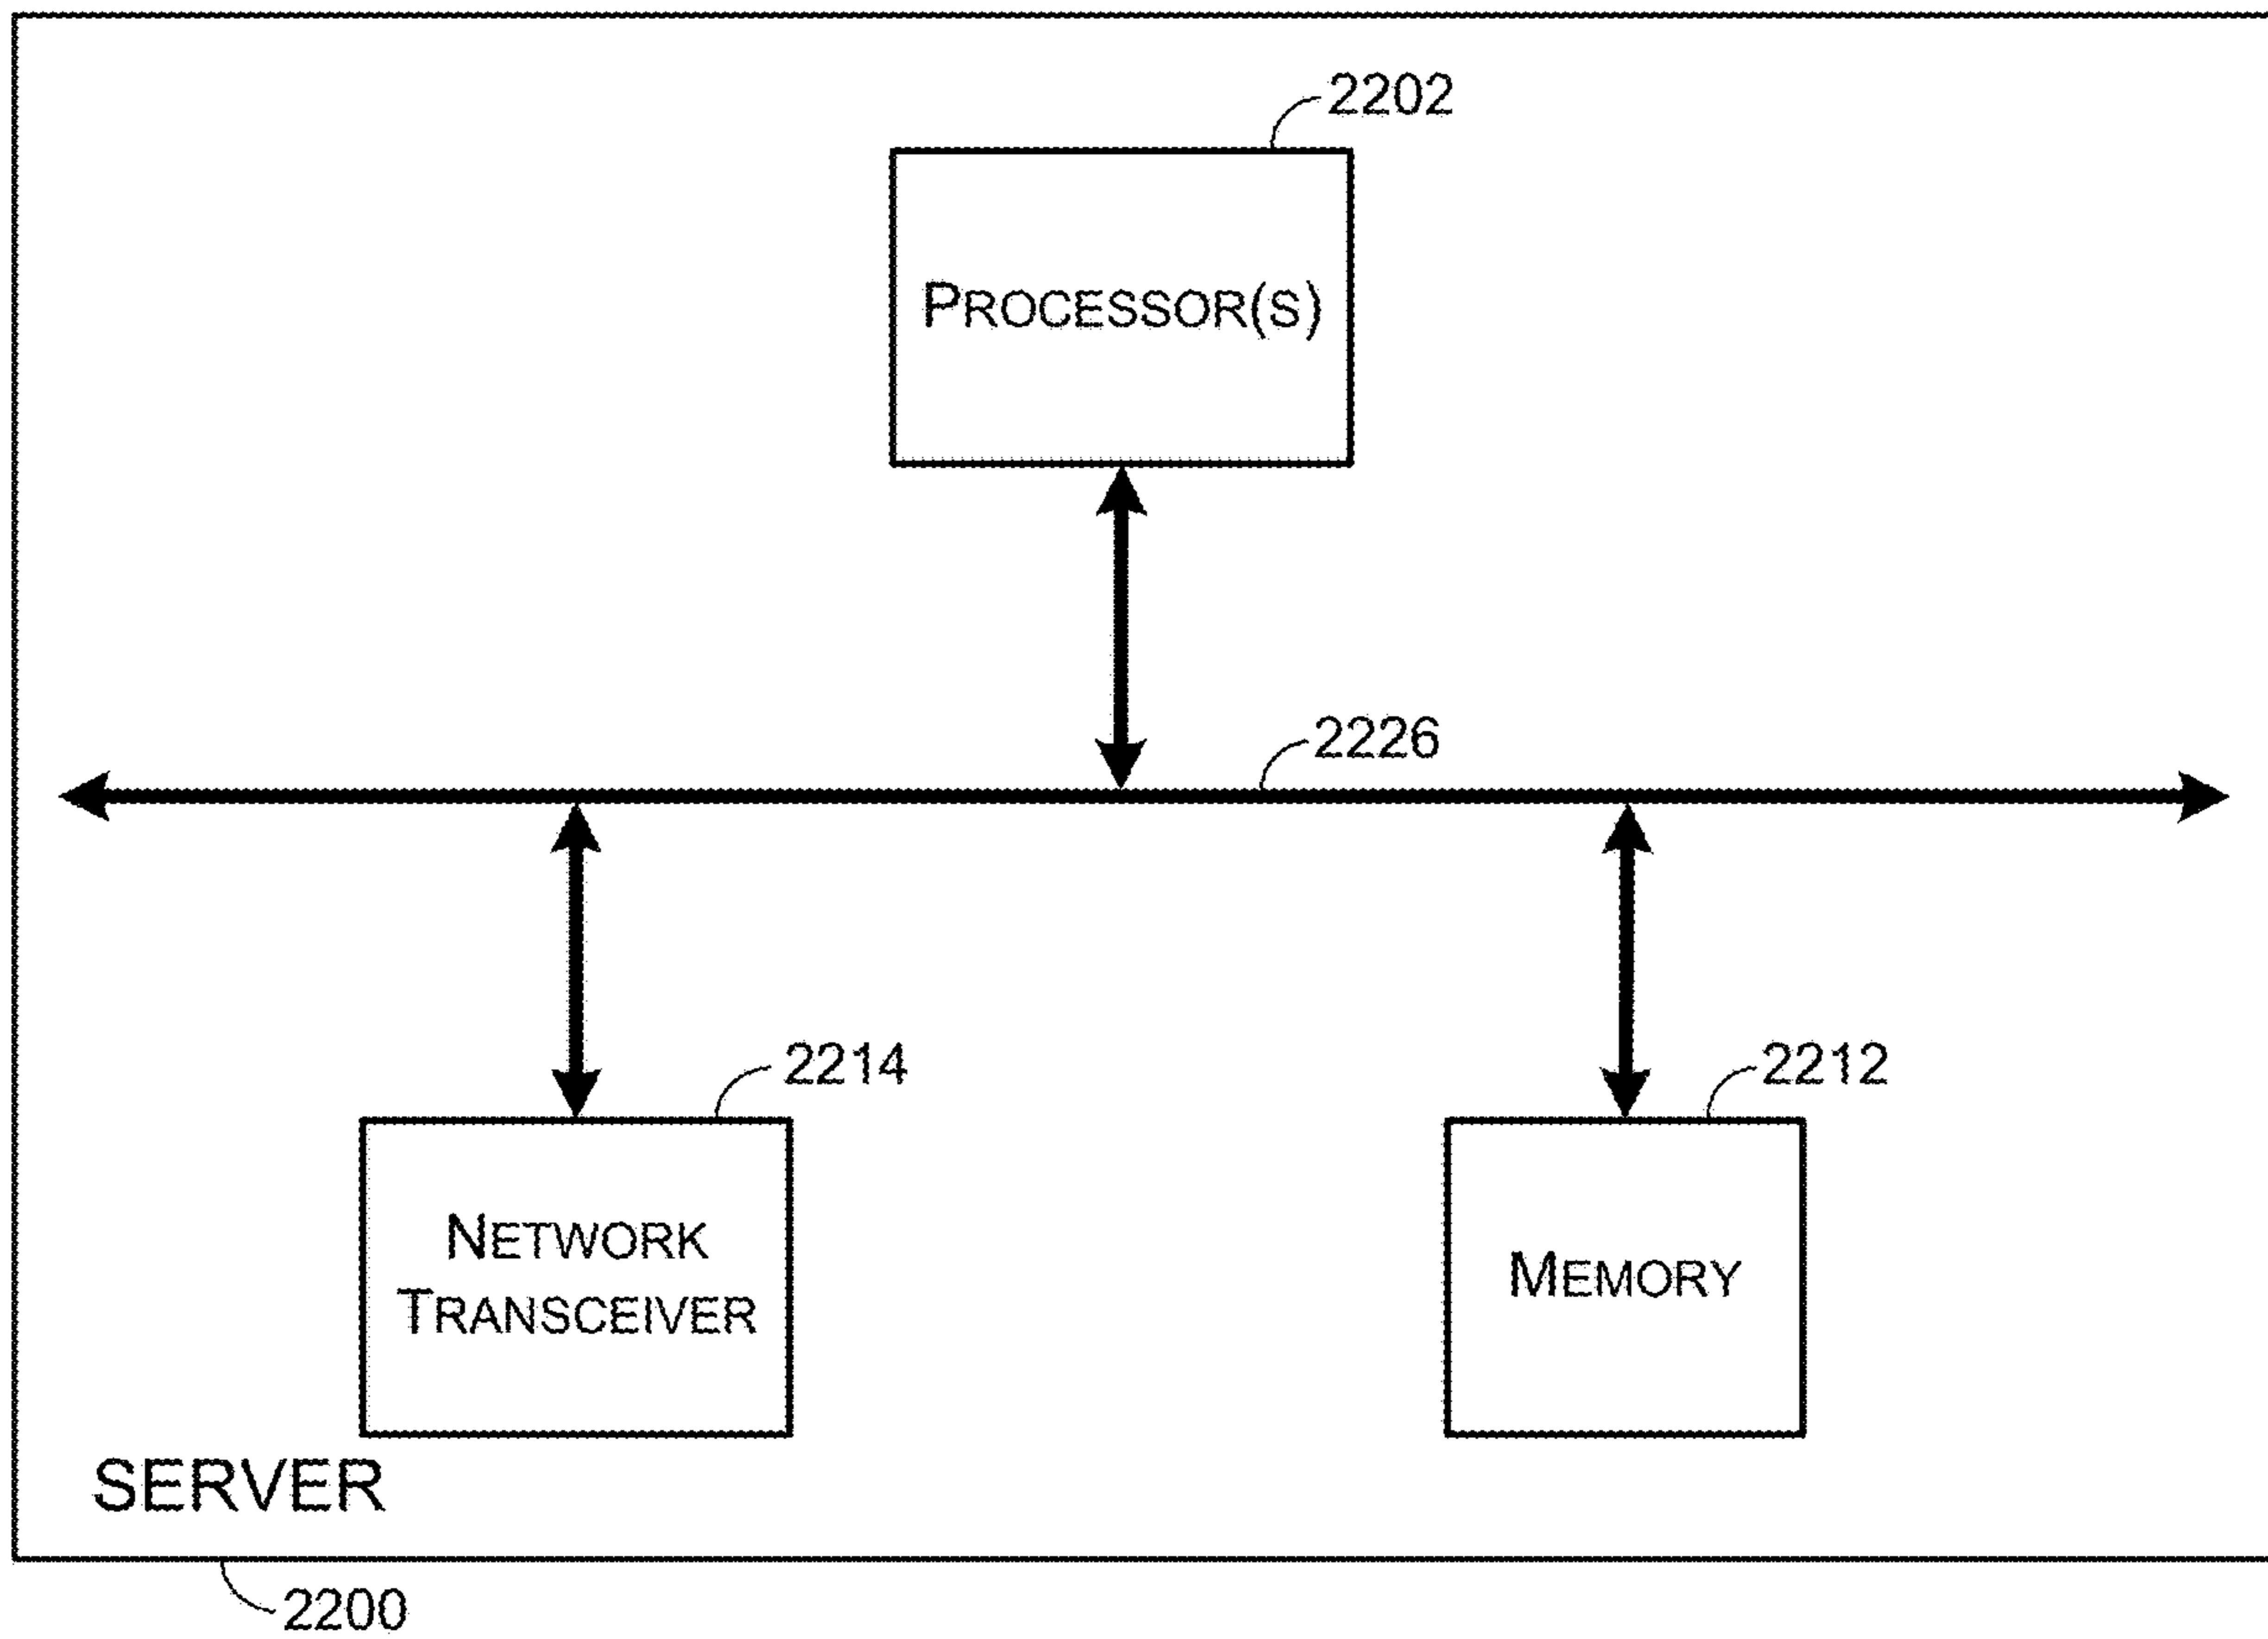 2202
PROCESSOR(S)
2226
2214
2212
NETWORK
TRANSCEIVER
MEMORY
SERVER
2200